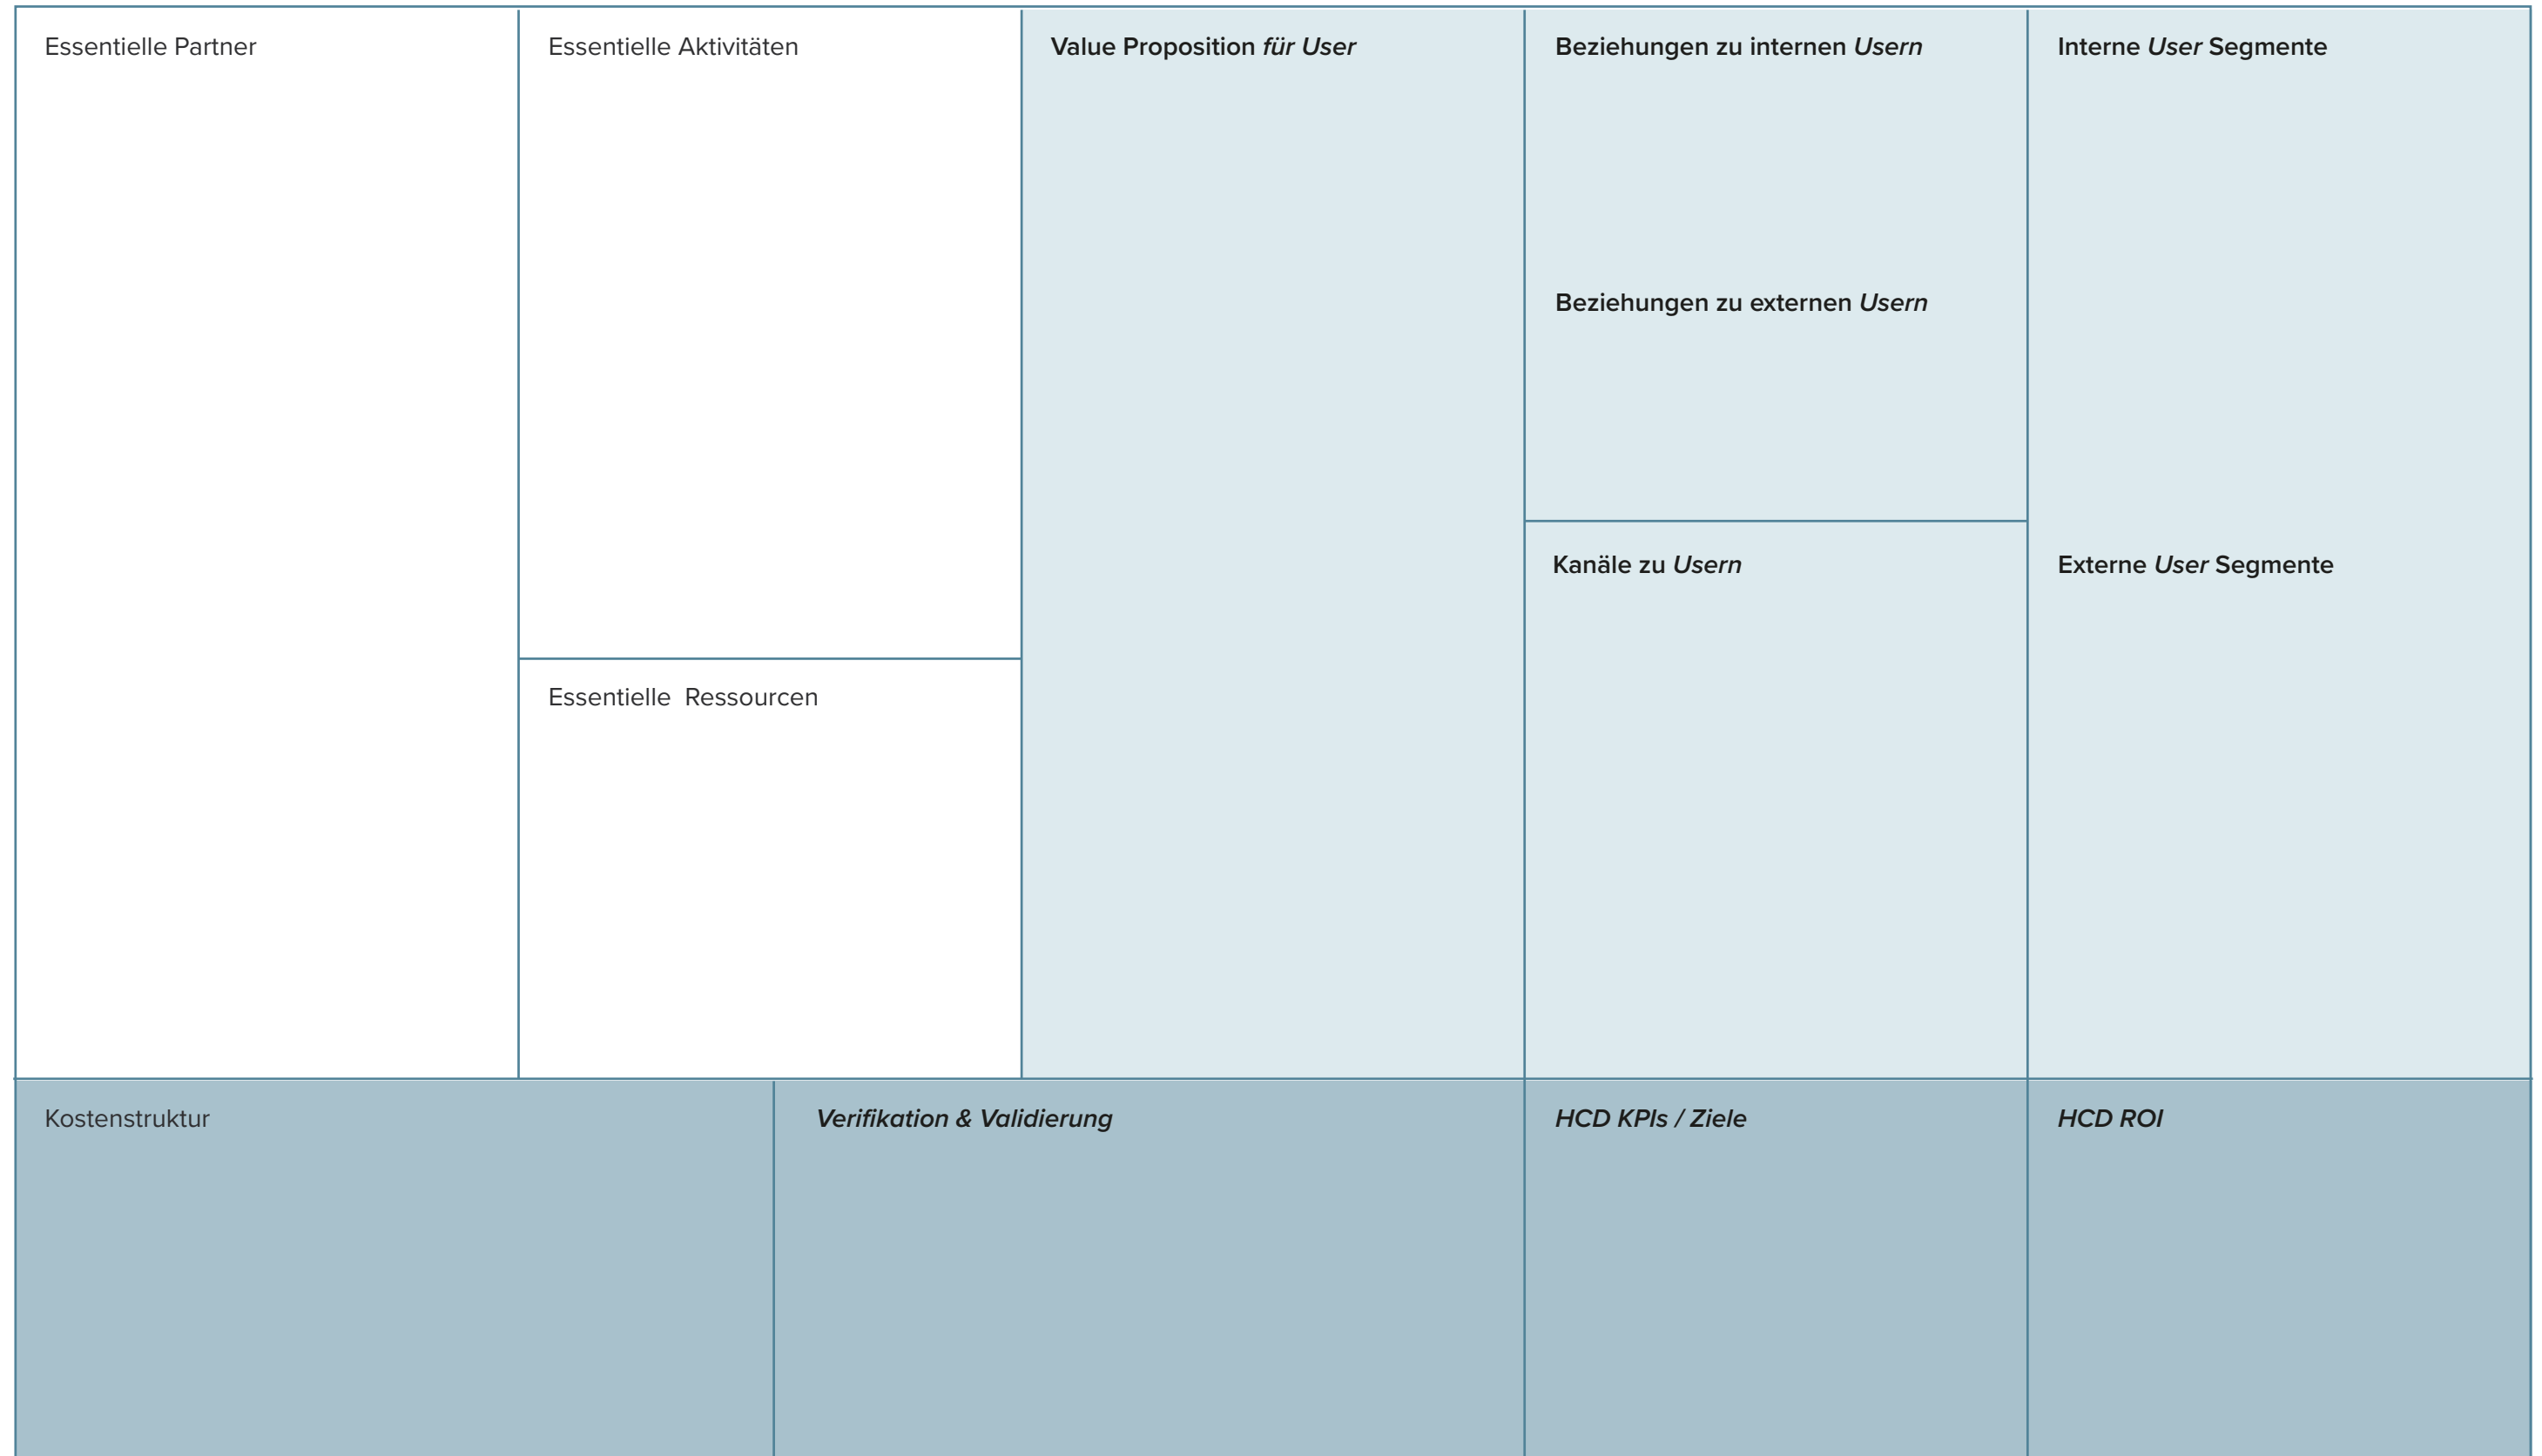 Essentielle Partner
Essentielle Aktivitäten
Value Proposition für User
Beziehungen zu internen Usern
Interne User Segmente
Beziehungen zu externen Usern
Kanäle zu Usern
Externe User Segmente
Essentielle  Ressourcen
Kostenstruktur
Verifikation & Validierung
HCD KPIs / Ziele
HCD ROI